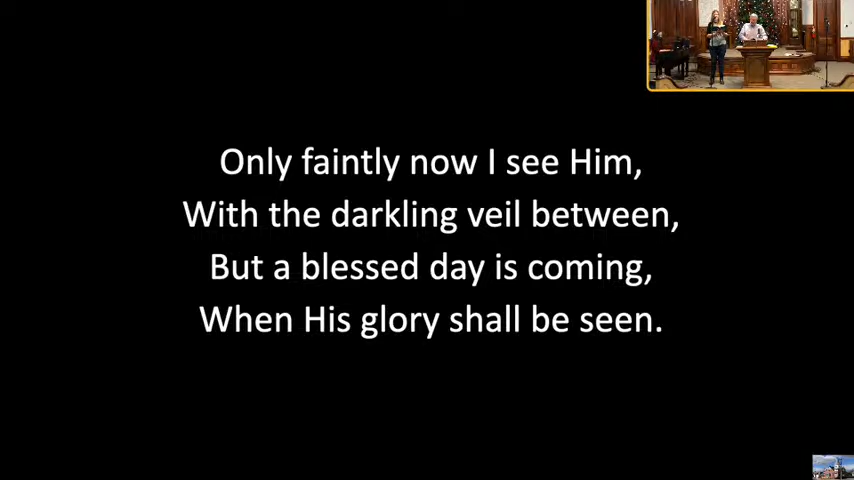 Only faintly now I see Him,
With the darkling veil between,
But a blessed day is coming,
When His glory shall be seen.